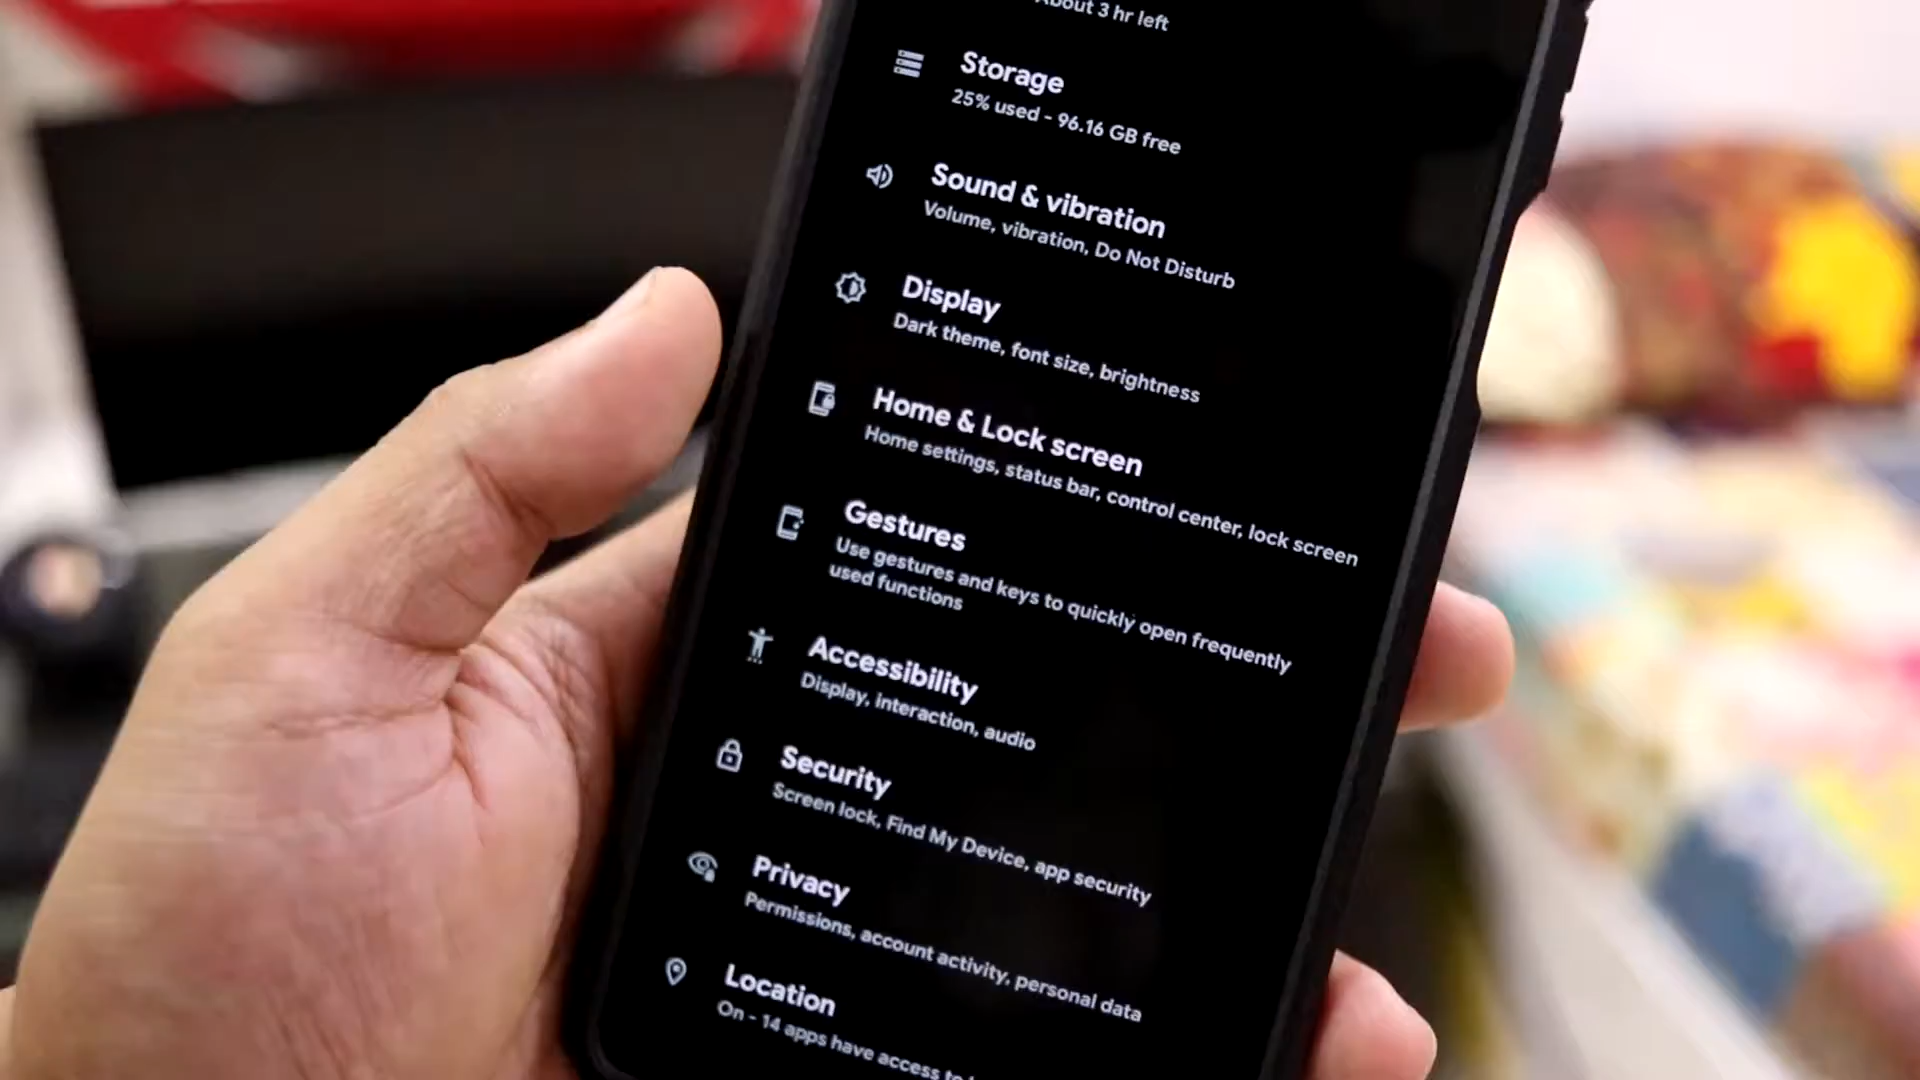 About 3 hr left
Storage
25% used - 96.16 GB free
Sound & vibration
Volume, vibration, Do Not Disturb
Display
Dark theme, font size, brightness
Home & Lock screen
Home settings, status bar, control center, lock screen
Gestures
Use gestures and keys to quickly open frequently
used functions
Accessibility
Display, interaction, audio
Security
Screen lock, Find My Device, app security
Privacy
Permissions, account activity, personal data
Location
On - 14 apps have access to